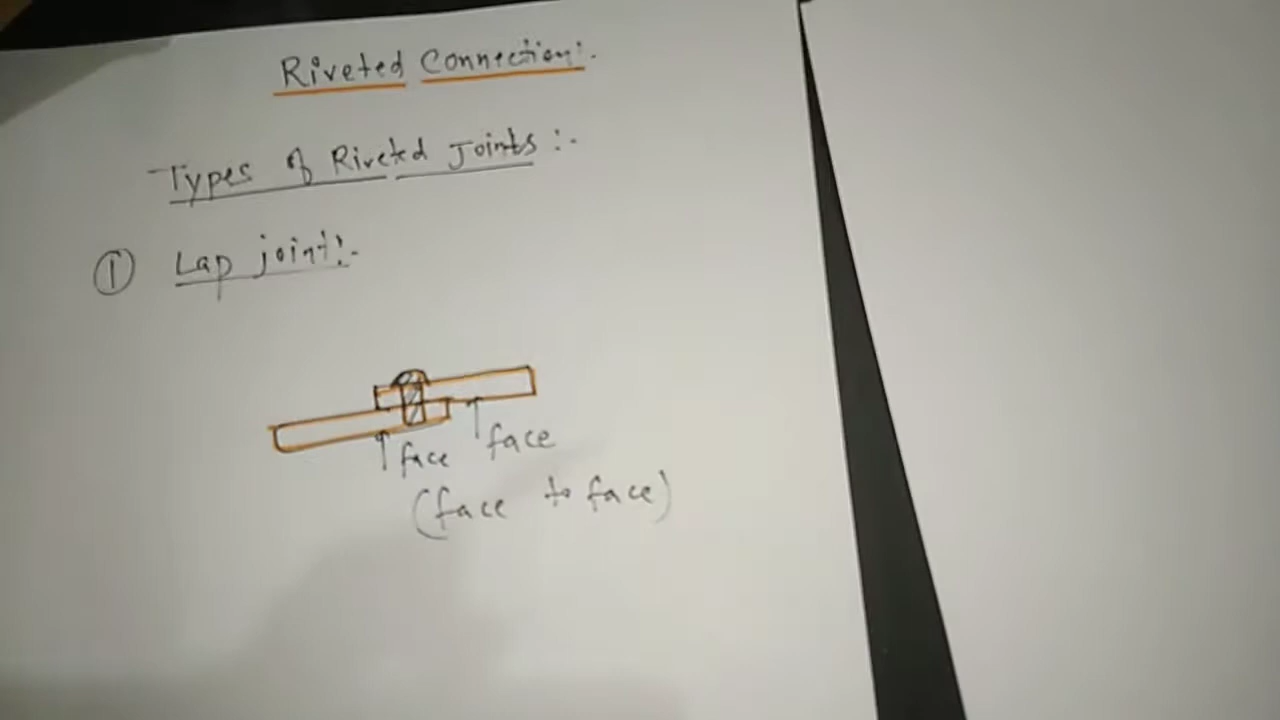 Riveted Connection:-
Types of Riveted Joints:-
① Lap joint:-
face face
(face to face)